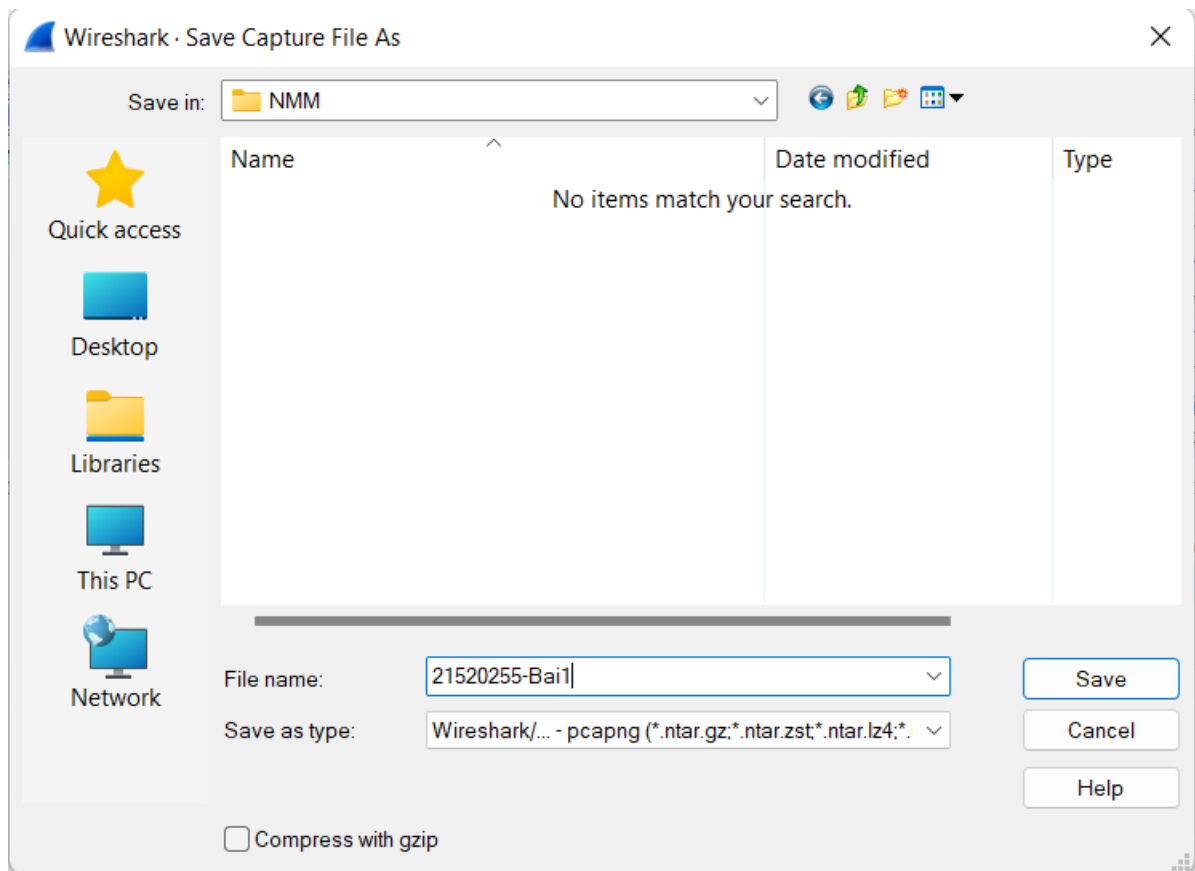 Wireshark · Save Capture File As
Save in: NMM
Name Date modified Type
No items match your search.
Quick access
Desktop
Libraries
This PC
Network
File name: 21520255-Bai1 Save
Save as type: Wireshark/... - pcapng (*.ntar.gz;*.ntar.zst;*.ntar.lz4;*. Cancel
Help
Compress with gzip